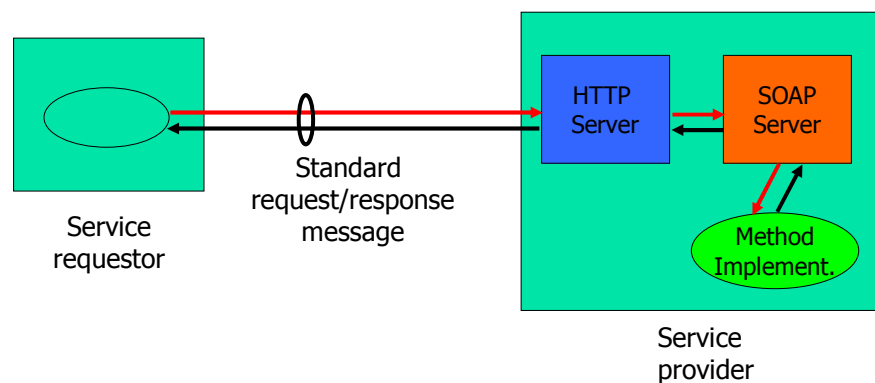 HTTP
Server
SOAP
Server
Standard
request/response
message
Service
requestor
Method
Implement.
Service
provider